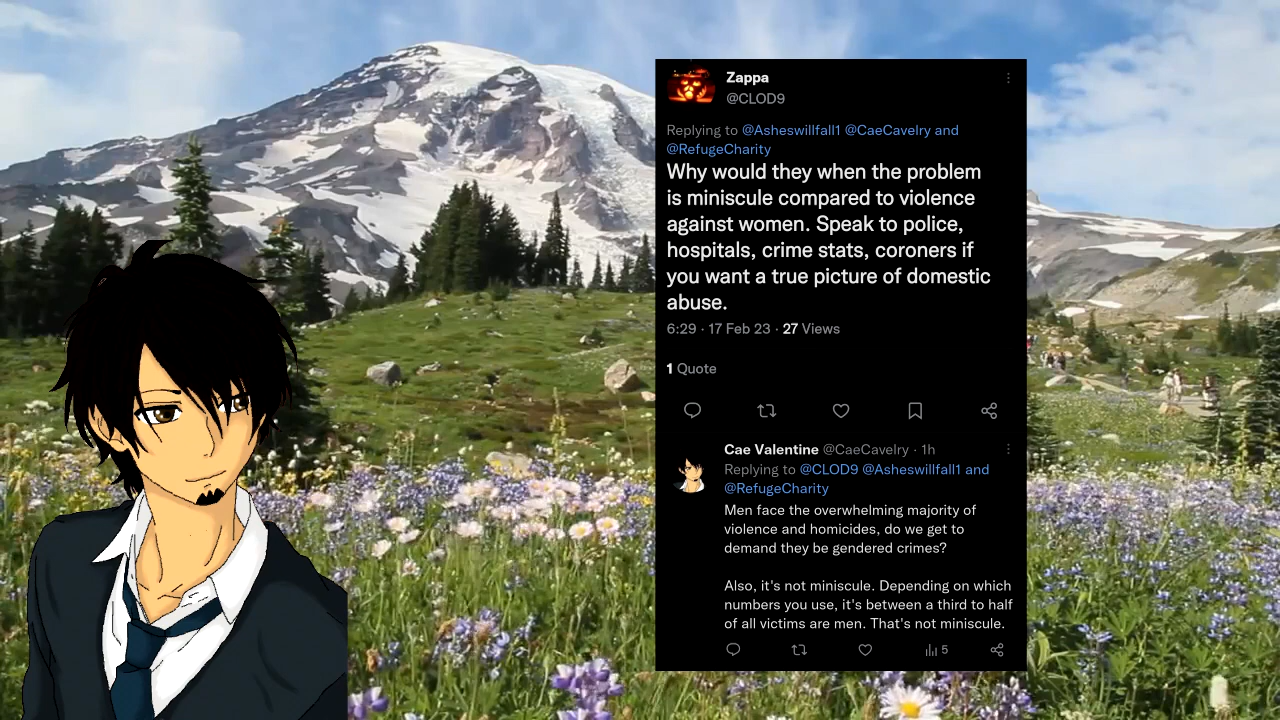 Zappa
@CLOD9
Replying to @Asheswillfall1 @CaeCavelry and
@RefugeCharity
Why would they when the problem
is miniscule compared to violence
against women. Speak to police,
hospitals, crime stats, coroners if
you want a true picture of domestic
abuse.
6:29 · 17 Feb 23 · 27 Views
1 Quote
Cae Valentine @CaeCavelry · 1h
Replying to @CLOD9 @Asheswillfall1 and
@RefugeCharity
Men face the overwhelming majority of
violence and homicides, do we get to
demand they be gendered crimes?
Also, it's not miniscule. Depending on which
numbers you use, it's between a third to half
of all victims are men. That's not miniscule.
5